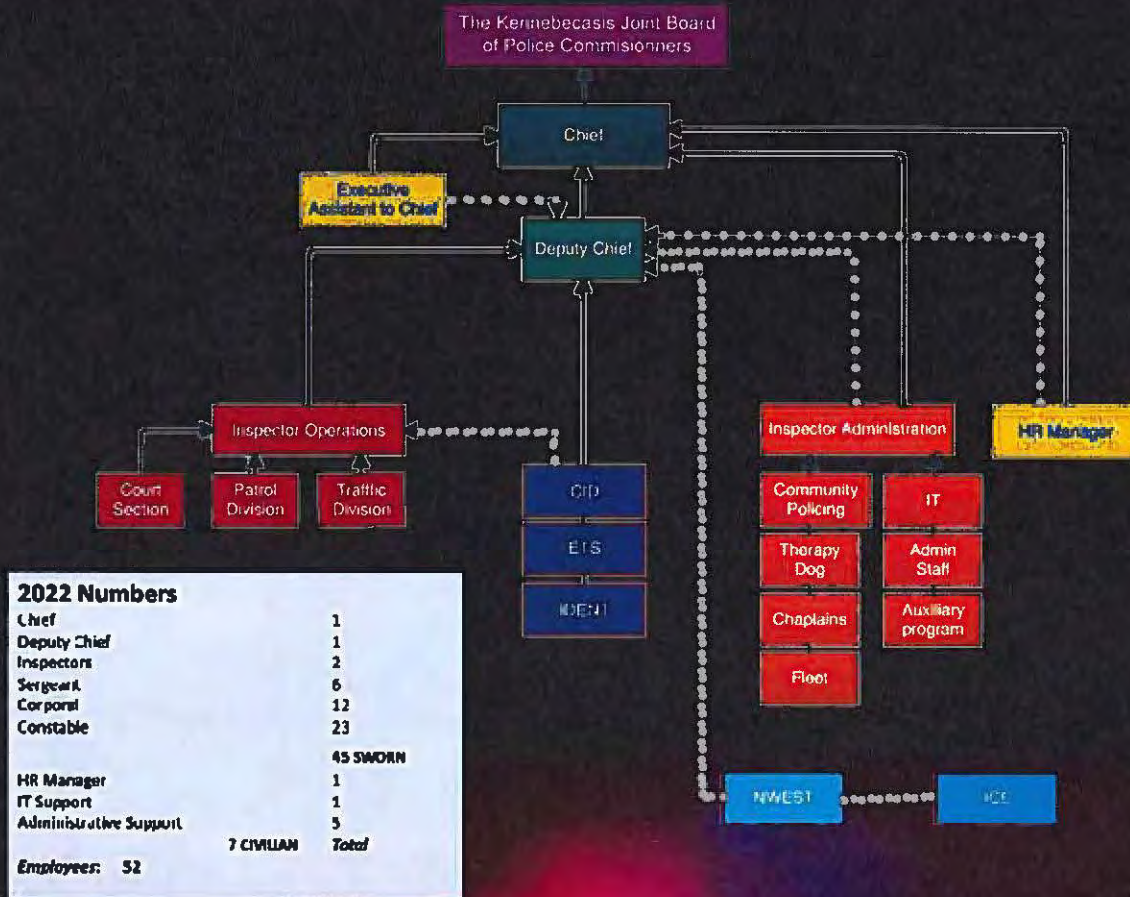 The Kennebecasis Joint Board
of Police Commisionners
Chief
Executive
Assistant to Chief
Deputy Chief
Inspector Operations
Inspector Administration
HR Manager
Court
Section
Patrol
Division
Traffic
Division
CID
ETS
IDENT
Community
Policing
IT
Therapy
Dog
Admin
Staff
Chaplains
Auxiliary
program
Fleet
NWEST
ICE
2022 Numbers
Chief 1
Deputy Chief 1
Inspectors 2
Sergeant 6
Corporal 12
Constable 23
45 SWORN
HR Manager 1
IT Support 1
Administrative Support 5
7 CIVILIAN Total
Employees: 52